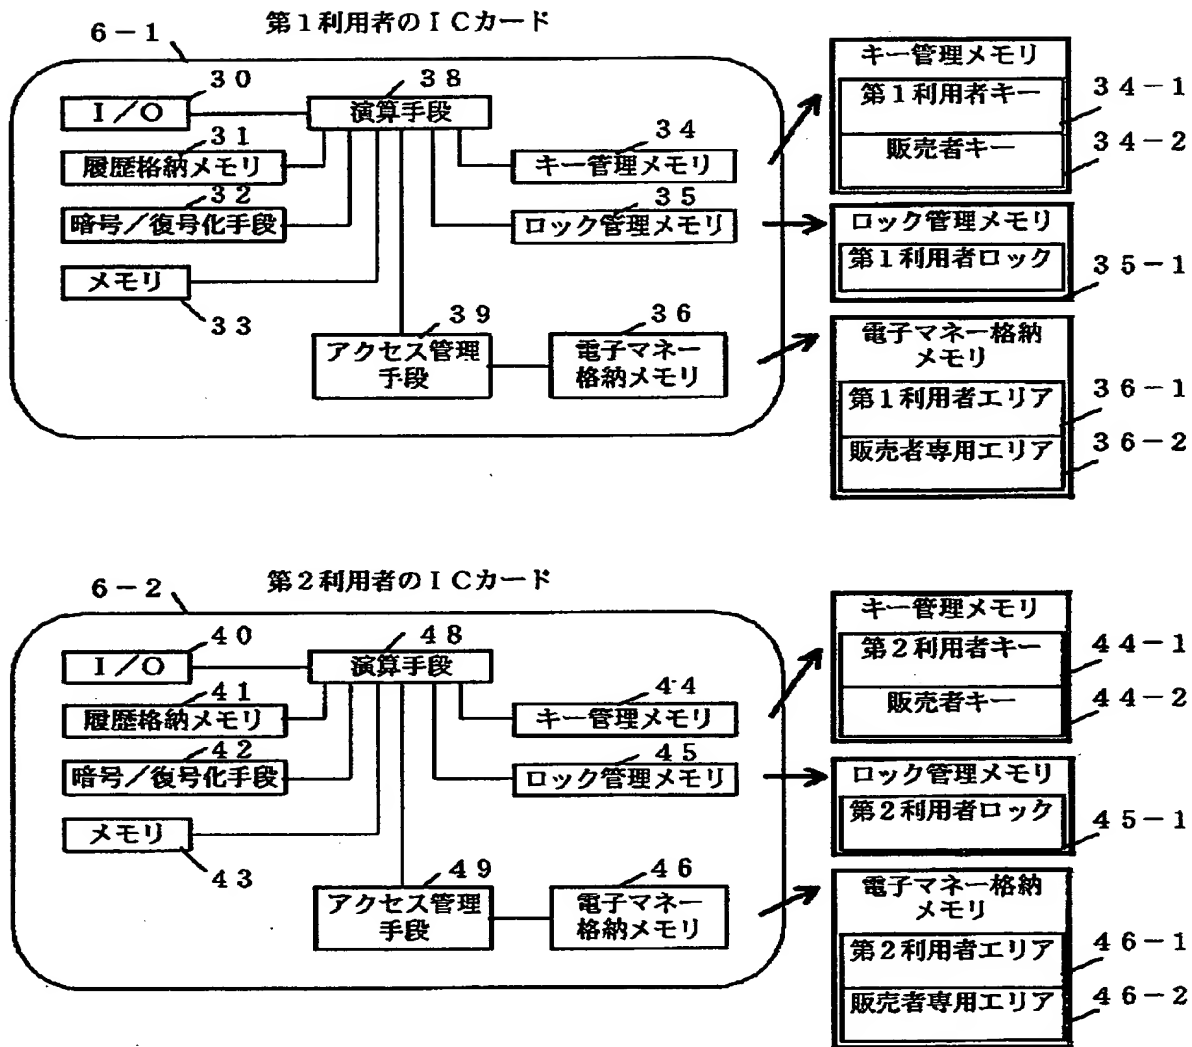 第1利用者のICカード
6-1
30
I/O
38
演算手段
31
履歴格納メモリ
32
暗号/復号化手段
メモリ
33
34
キー管理メモリ
35
ロック管理メモリ
39
アクセス管理
手段
36
電子マネー
格納メモリ
キー管理メモリ
第1利用者キー
34-1
販売者キー
34-2
ロック管理メモリ
第1利用者ロック
35-1
電子マネー格納
メモリ
第1利用者エリア
36-1
販売者専用エリア
36-2
第2利用者のICカード
6-2
40
I/O
48
演算手段
41
履歴格納メモリ
42
暗号/復号化手段
メモリ
43
44
キー管理メモリ
45
ロック管理メモリ
49
アクセス管理
手段
46
電子マネー
格納メモリ
キー管理メモリ
第2利用者キー
44-1
販売者キー
44-2
ロック管理メモリ
第2利用者ロック
45-1
電子マネー格納
メモリ
第2利用者エリア
46-1
販売者専用エリア
46-2